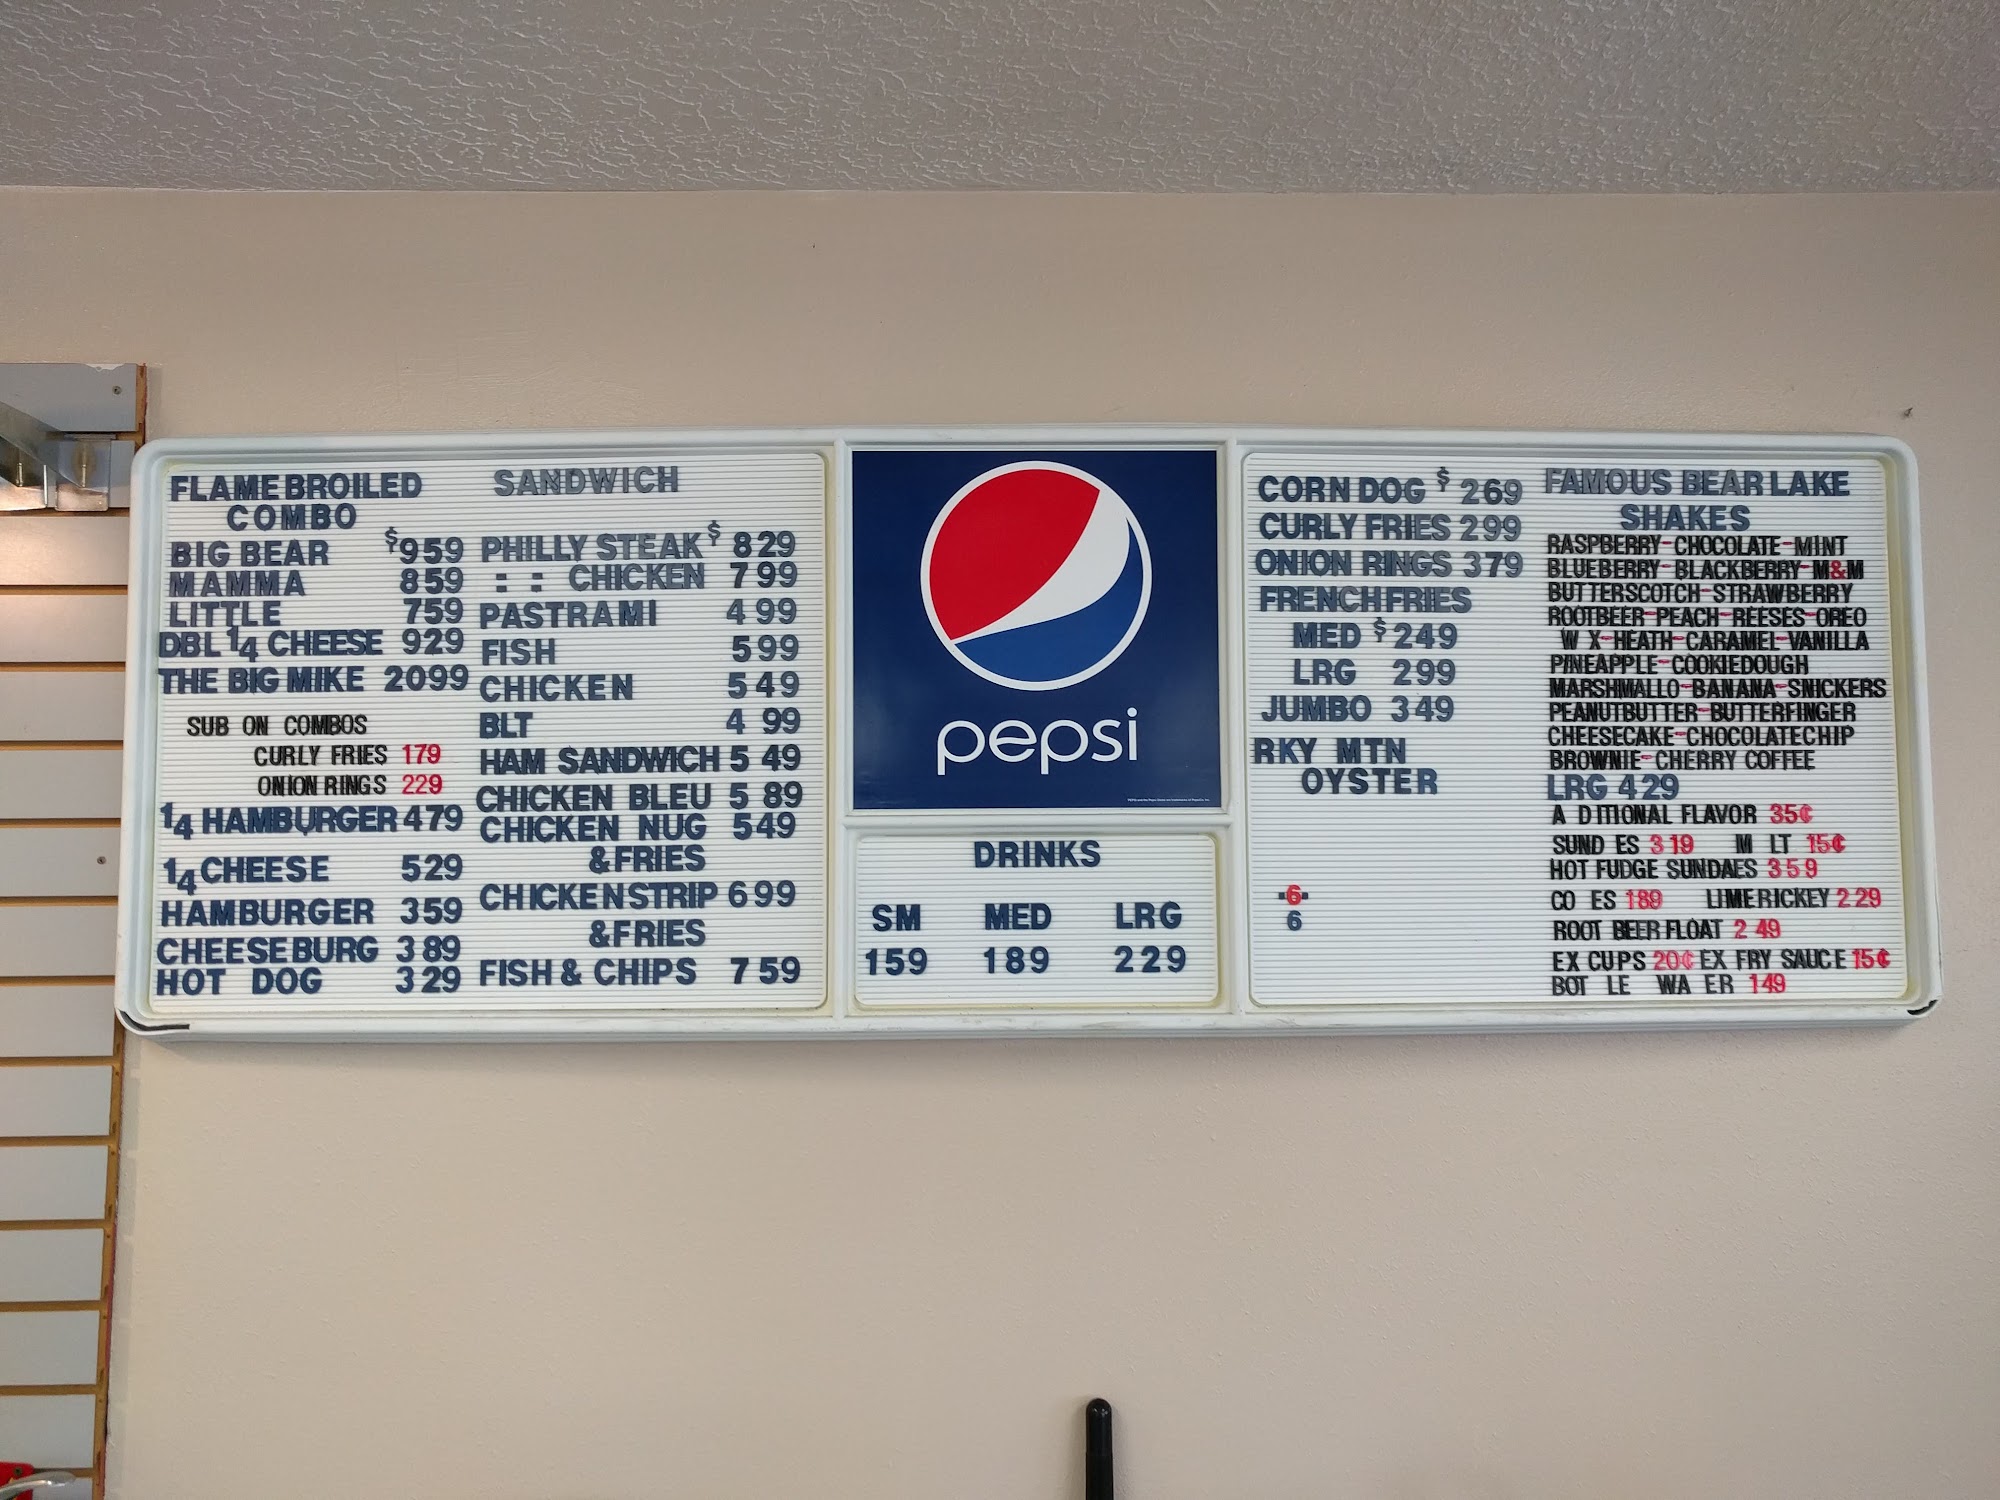 FLAME BROILED
COMBO
BIG BEAR $959
MAMMA 859
LITTLE 759
DBL 1/4 CHEESE 929
THE BIG MIKE 2099
SUB ON COMBOS
CURLY FRIES 179
ONION RINGS 229
1/4 HAMBURGER 479
1/4 CHEESE 529
HAMBURGER 359
CHEESEBURG 389
HOT DOG 329
SANDWICH
PHILLY STEAK $829
: : CHICKEN 799
PASTRAMI 499
FISH 599
CHICKEN 549
BLT 499
HAM SANDWICH 549
CHICKEN BLEU 589
CHICKEN NUG 549
&FRIES
CHICKEN STRIP 699
&FRIES
FISH & CHIPS 759
pepsi
DRINKS
SM MED LRG
159 189 229
CORN DOG $269
CURLY FRIES 299
ONION RINGS 379
FRENCH FRIES
MED $249
LRG 299
JUMBO 349
RKY MTN
OYSTER
-6-
6
FAMOUS BEAR LAKE
SHAKES
RASPBERRY-CHOCOLATE-MINT
BLUEBERRY-BLACKBERRY-M&M
BUTTERSCOTCH-STRAWBERRY
ROOTBEER-PEACH-REESES-OREO
W X-HEATH-CARAMEL-VANILLA
PINEAPPLE-COOKIEDOUGH
MARSHMALLO-BANANA-SNICKERS
PEANUTBUTTER-BUTTERFINGER
CHEESECAKE-CHOCOLATECHIP
BROWNIE-CHERRY COFFEE
LRG 429
A DITIONAL FLAVOR 35¢
SUND ES 319 M LT 15¢
HOT FUDGE SUNDAES 359
CO ES 189 LIMERICKEY 229
ROOT BEER FLOAT 249
EX CUPS 20¢ EX FRY SAUCE 15¢
BOT LE WA ER 149